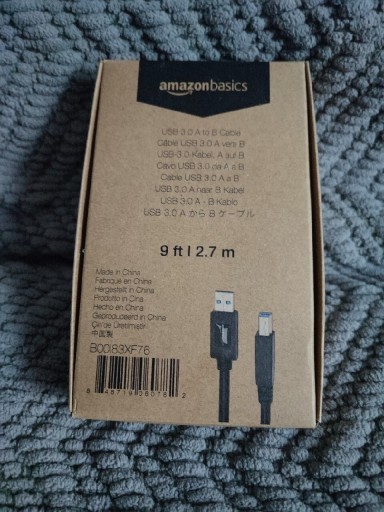 amazonbasics
USB 3.0 A to B Cable
Câble USB 3.0 A vers B
USB-3.0-Kabel, A auf B
Cavo USB 3.0 da A a B
Cable USB 3.0 A a B
USB 3.0 A naar B Kabel
USB 3.0 A - B Kablo
USB 3.0 A から B ケーブル
9 ft | 2.7 m
Made in China
Fabriqué en Chine
Hergestellt in China
Prodotto in Cina
Hecho en China
Geproduceerd in China
Çin'de Üretilmiştir
中国製
B00I83XF76